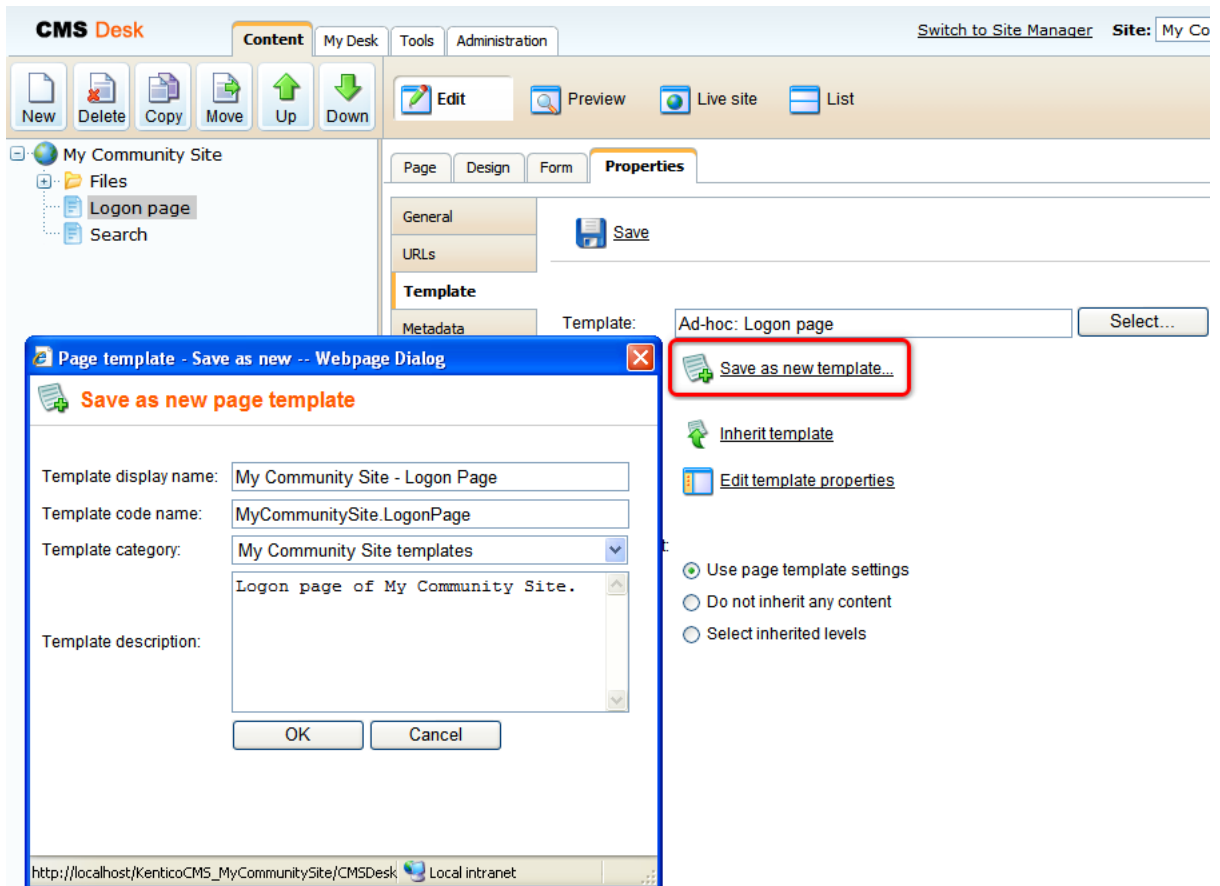 CMS Desk
Content My Desk Tools Administration
Switch to Site Manager Site: My Co
New Delete Copy Move Up Down
Edit Preview Live site List
My Community Site
Files
Logon page
Search
Page Design Form Properties
General
URLs
Template
Metadata
Save
Template: Ad-hoc: Logon page Select...
Save as new template...
Inherit template
Edit template properties
Use page template settings
Do not inherit any content
Select inherited levels
Page template - Save as new -- Webpage Dialog
Save as new page template
Template display name: My Community Site - Logon Page
Template code name: MyCommunitySite.LogonPage
Template category: My Community Site templates
Template description: Logon page of My Community Site.
OK Cancel
http://localhost/KenticoCMS_MyCommunitySite/CMSDesk Local intranet